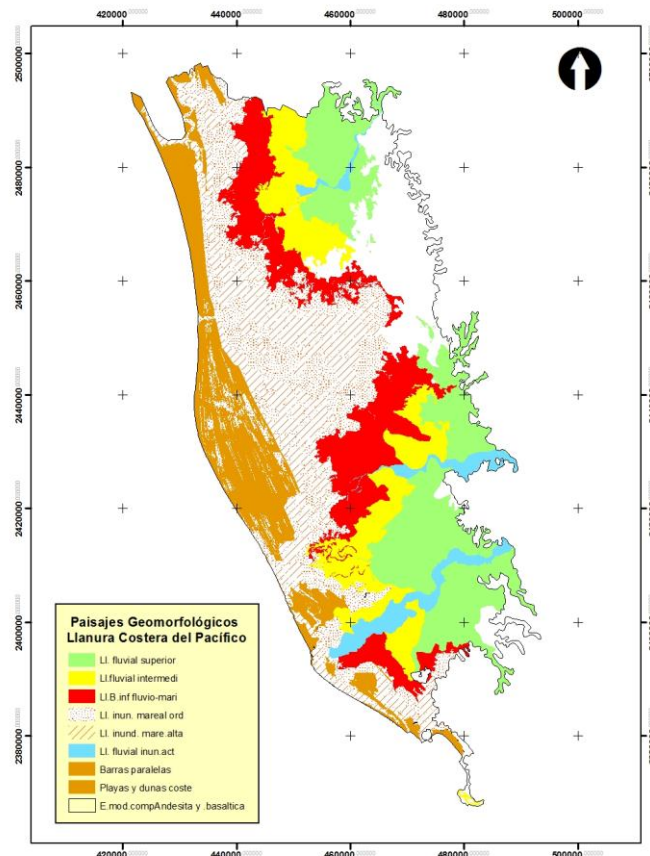 420000 440000 460000 480000 500000
2500000
2480000
2460000
2440000
2420000
2400000
2380000
Paisajes Geomorfológicos
Llanura Costera del Pacífico
Ll. fluvial superior
Ll.fluvial intermedi
Ll.B.inf fluvio-mari
Ll. inun. mareal ord
Ll. inund. mare.alta
Ll. fluvial inun.act
Barras paralelas
Playas y dunas coste
E.mod.compAndesita y .basaltica
420000 440000 460000 480000 500000